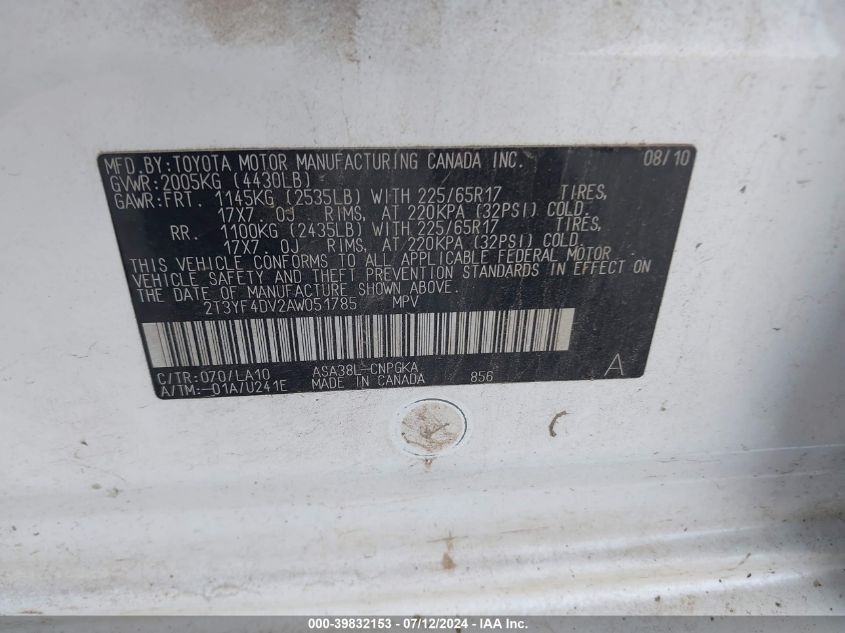 MFD.BY:TOYOTA MOTOR MANUFACTURING CANADA INC. 08/10
GVWR:2005KG (4430LB)
GAWR:FRT. 1145KG (2535LB) WITH 225/65R17 TIRES,
17X7 0J RIMS, AT 220KPA (32PSI) COLD.
RR. 1100KG (2435LB) WITH 225/65R17 TIRES,
17X7 0J RIMS, AT 220KPA (32PSI) COLD.
THIS VEHICLE CONFORMS TO ALL APPLICABLE FEDERAL MOTOR
VEHICLE SAFETY AND THEFT PREVENTION STANDARDS IN EFFECT ON
THE DATE OF MANUFACTURE SHOWN ABOVE.
2T3YF4DV2AW051785 MPV
C/TR:070/LA10 ASA38L-CNPGKA
A/TM:-01A/U241E MADE IN CANADA 856 A
000-39832153 - 07/12/2024 - IAA Inc.